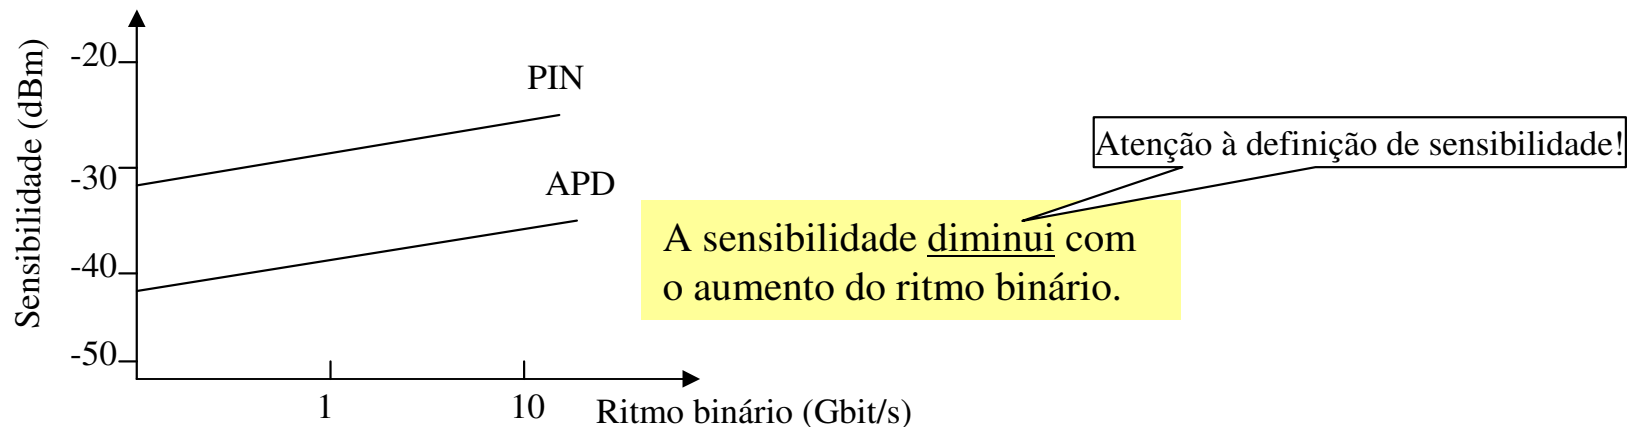 Sensibilidade (dBm)
-20
-30
-40
-50
PIN
APD
1
10
Ritmo binário (Gbit/s)
Atenção à definição de sensibilidade!
A sensibilidade diminui com
o aumento do ritmo binário.